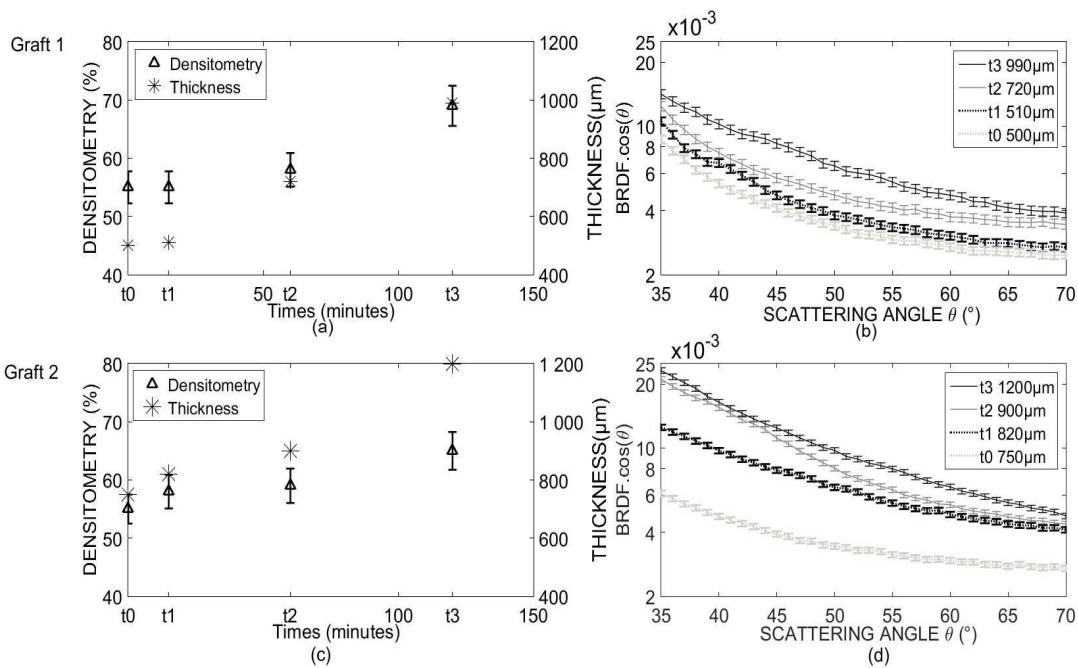 Graft 1
80
70
60
50
40
DENSITOMETRY (%)
Densitometry
Thickness
t0 t1 50 t2 100 t3 150
Times (minutes)
(a)
1200
1000
800
600
400
THICKNESS(µm)
x10-3
25
20
10
8
6
4
2
BRDF.cos(θ)
t3 990µm
t2 720µm
t1 510µm
t0 500µm
35 40 45 50 55 60 65 70
SCATTERING ANGLE θ (°)
(b)
Graft 2
80
70
60
50
40
DENSITOMETRY (%)
Densitometry
Thickness
t0 t1 50 t2 100 t3 150
Times (minutes)
(c)
1200
1000
800
600
400
THICKNESS(µm)
x10-3
25
20
10
8
6
4
2
BRDF.cos(θ)
t3 1200µm
t2 900µm
t1 820µm
t0 750µm
35 40 45 50 55 60 65 70
SCATTERING ANGLE θ (°)
(d)